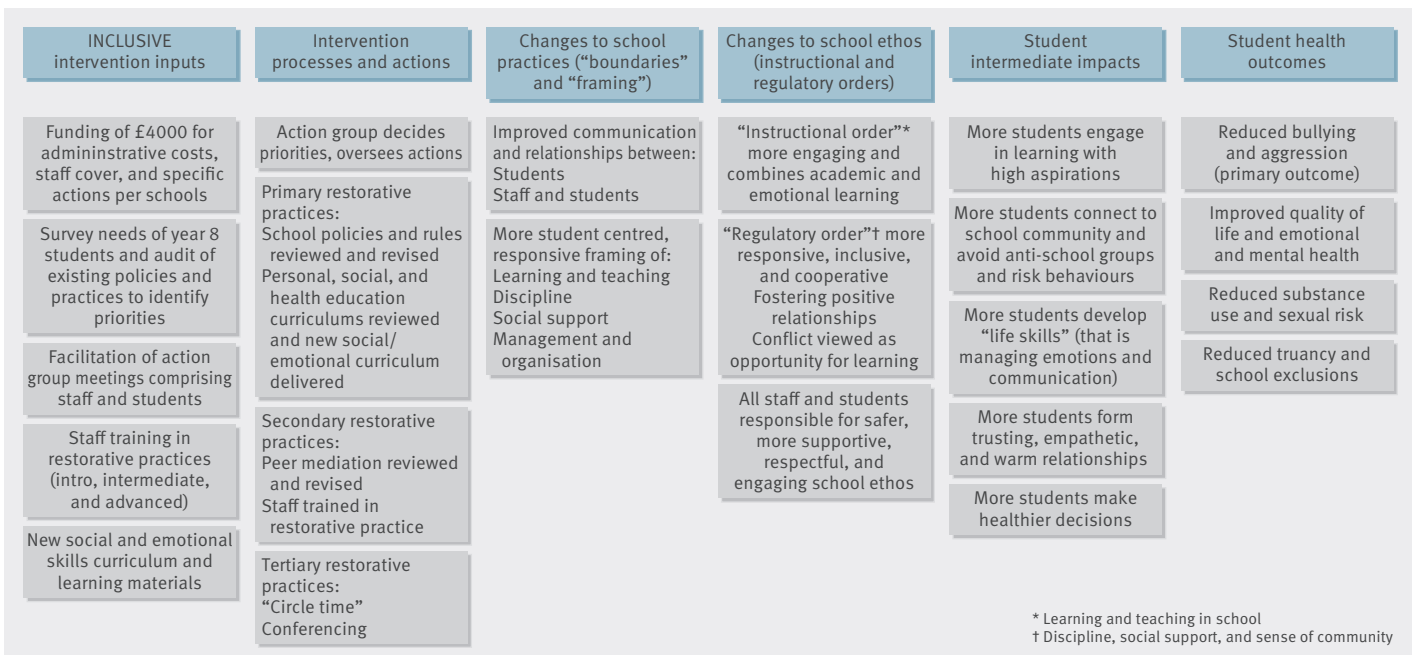 INCLUSIVE
intervention inputs
Funding of £4000 for
admininstrative costs,
staff cover, and specific
actions per schools
Survey needs of year 8
students and audit of
existing policies and
practices to identify
priorities
Facilitation of action
group meetings comprising
staff and students
Staff training in
restorative practices
(intro, intermediate,
and advanced)
New social and emotional
skills curriculum and
learning materials
Intervention
processes and actions
Action group decides
priorities, oversees actions
Primary restorative
practices:
School policies and rules
reviewed and revised
Personal, social, and
health education
curriculums reviewed
and new social/
emotional curriculum
delivered
Secondary restorative
practices:
Peer mediation reviewed
and revised
Staff trained in
restorative practice
Tertiary restorative
practices:
“Circle time”
Conferencing
Changes to school
practices (“boundaries”
and “framing”)
Improved communication
and relationships between:
Students
Staff and students
More student centred,
responsive framing of:
Learning and teaching
Discipline
Social support
Management and
organisation
Changes to school ethos
(instructional and
regulatory orders)
“Instructional order”*
more engaging and
combines academic and
emotional learning
“Regulatory order”† more
responsive, inclusive,
and cooperative
Fostering positive
relationships
Conflict viewed as
opportunity for learning
All staff and students
responsible for safer,
more supportive,
respectful, and
engaging school ethos
Student
intermediate impacts
More students engage
in learning with
high aspirations
More students connect to
school community and
avoid anti-school groups
and risk behaviours
More students develop
“life skills” (that is
managing emotions and
communication)
More students form
trusting, empathetic,
and warm relationships
More students make
healthier decisions
Student health
outcomes
Reduced bullying
and aggression
(primary outcome)
Improved quality of
life and emotional
and mental health
Reduced substance
use and sexual risk
Reduced truancy and
school exclusions
* Learning and teaching in school
† Discipline, social support, and sense of community